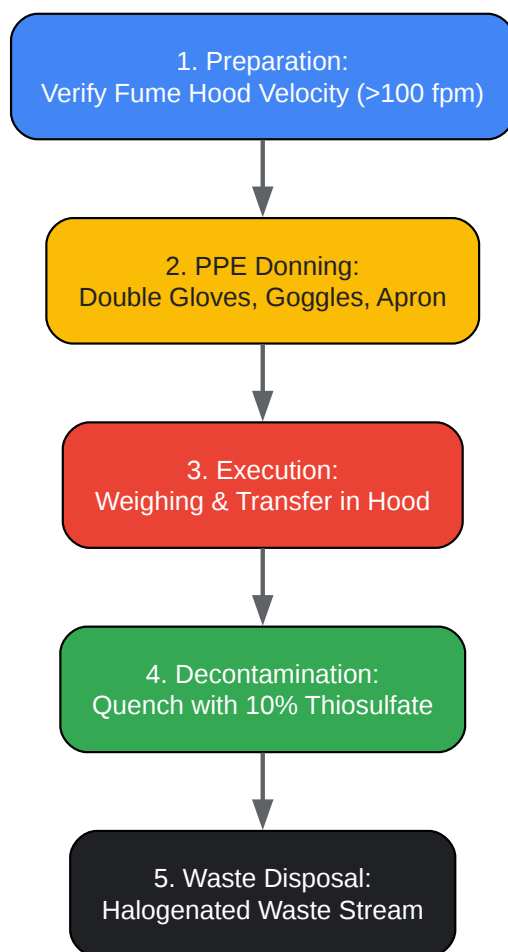 1. Preparation:
Verify Fume Hood Velocity (>100 fpm)
2. PPE Donning:
Double Gloves, Goggles, Apron
3. Execution:
Weighing & Transfer in Hood
4. Decontamination:
Quench with 10% Thiosulfate
5. Waste Disposal:
Halogenated Waste Stream